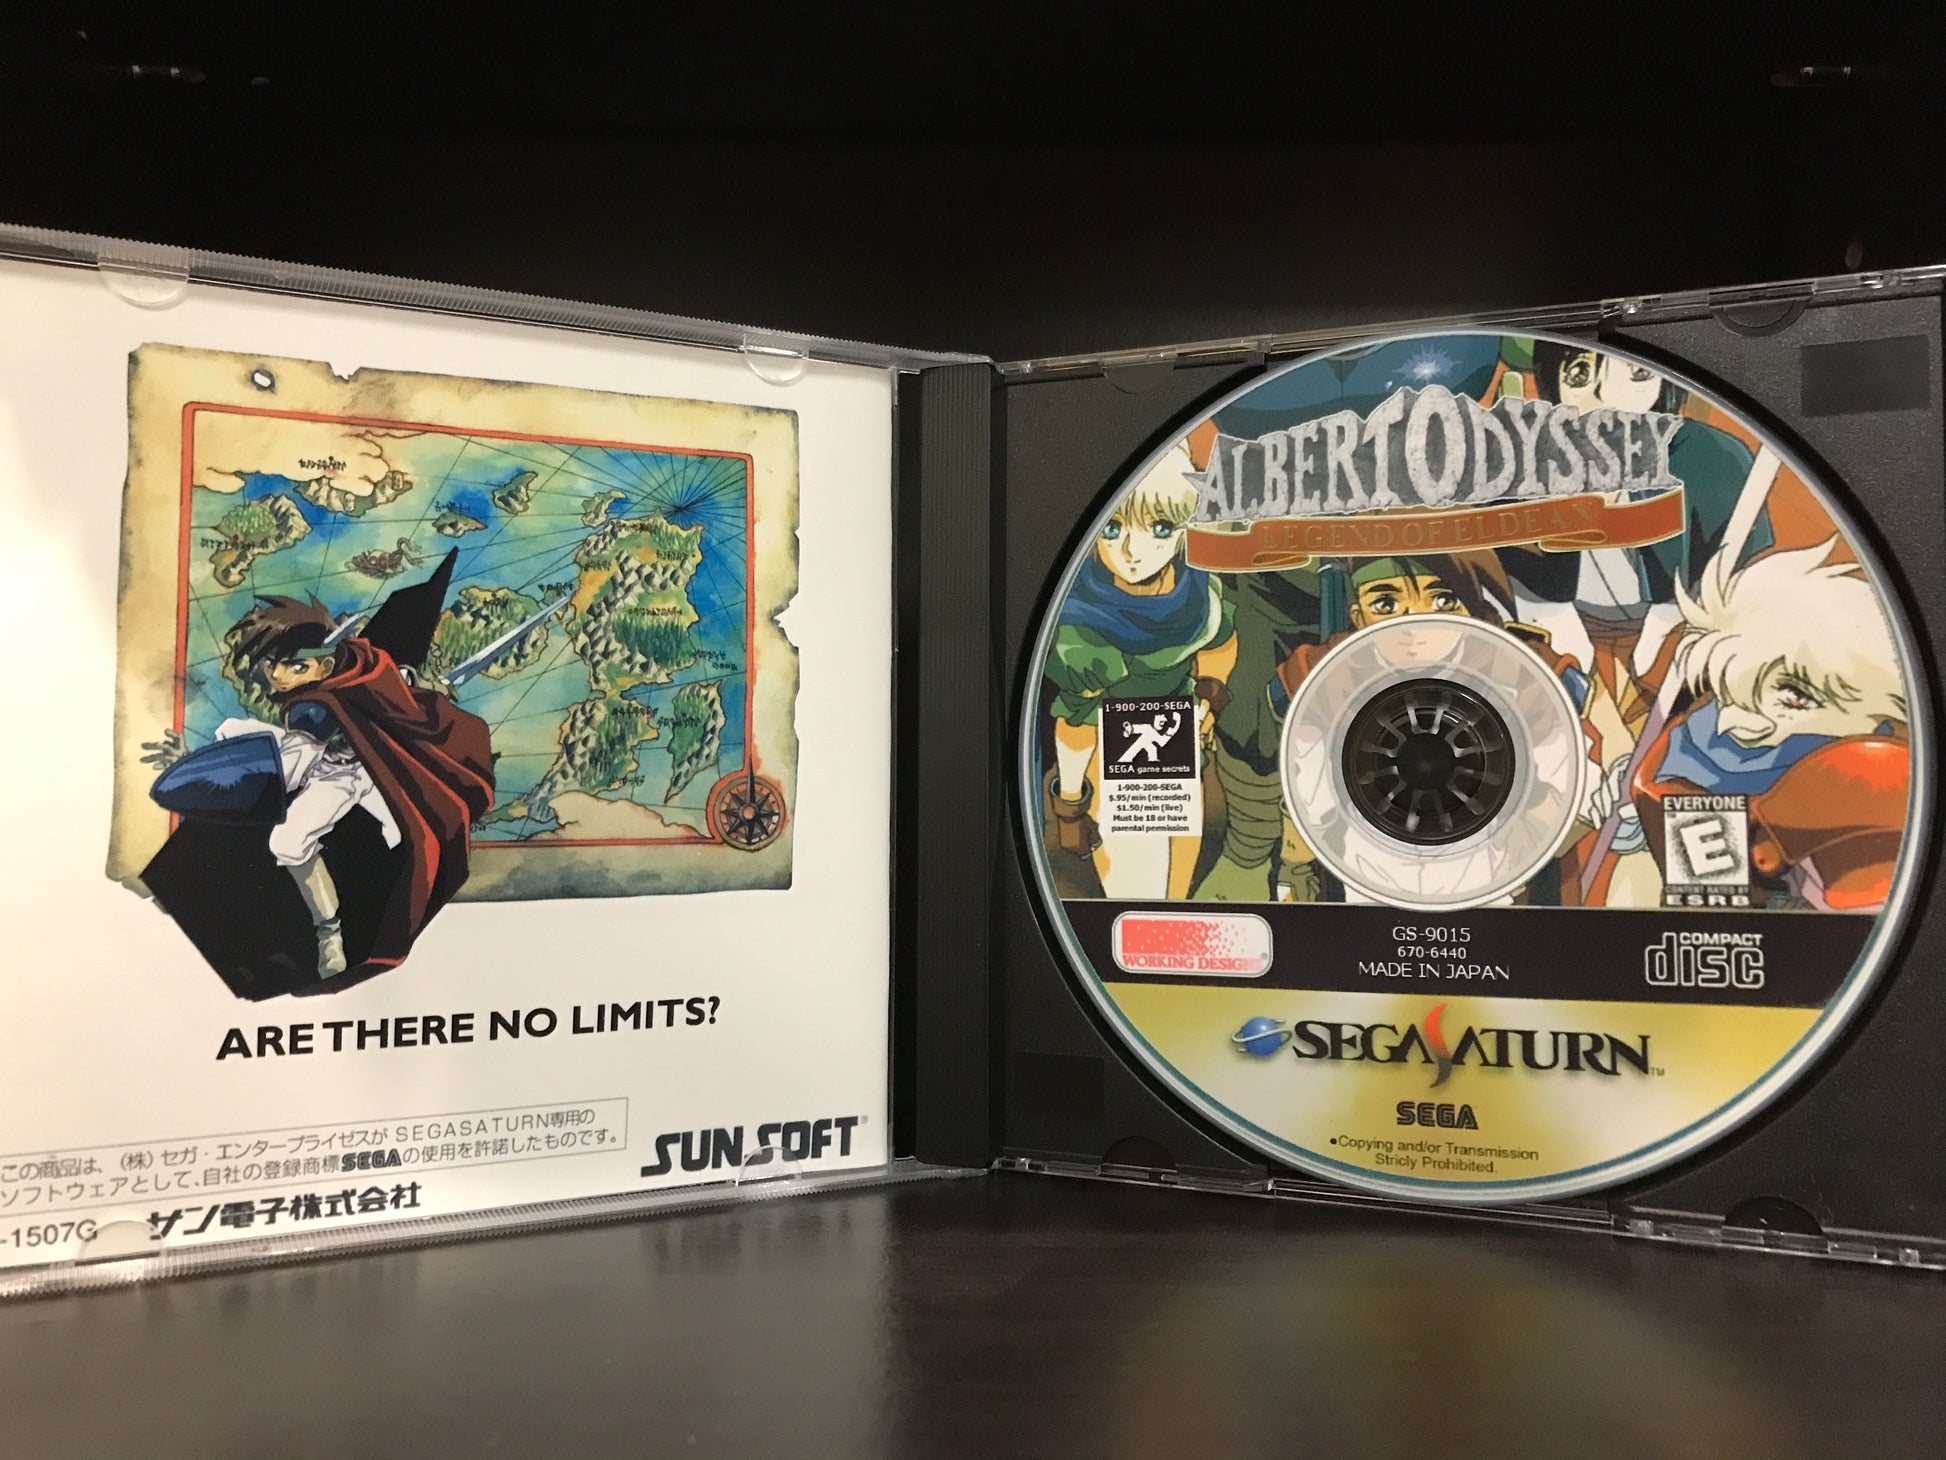 ARE THERE NO LIMITS?
この商品は、(株)セガ・エンタープライゼスが SEGASATURN専用の
ソフトウェアとして、自社の登録商標SEGAの使用を許諾したものです。
SUNSOFT®
-1507G
サン電子株式会社
ALBERT ODYSSEY
LEGEND OF ELDEAN
1-900-200-SEGA
SEGA game secrets
1-900-200-SEGA
$.95/min (recorded)
$1.50/min (live)
Must be 18 or have
parental permission
EVERYONE
E
CONTENT RATED BY
ESRB
WORKING DESIGNS
GS-9015
670-6440
MADE IN JAPAN
COMPACT
disc
SEGA SATURN™
SEGA
•Copying and/or Transmission
Stricly Prohibited.